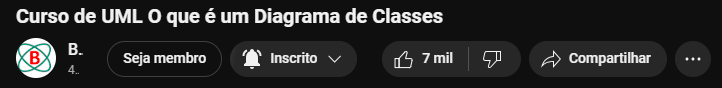 Curso de UML O que é um Diagrama de Classes
B B..
4..
Seja membro
Inscrito
7 mil
Compartilhar